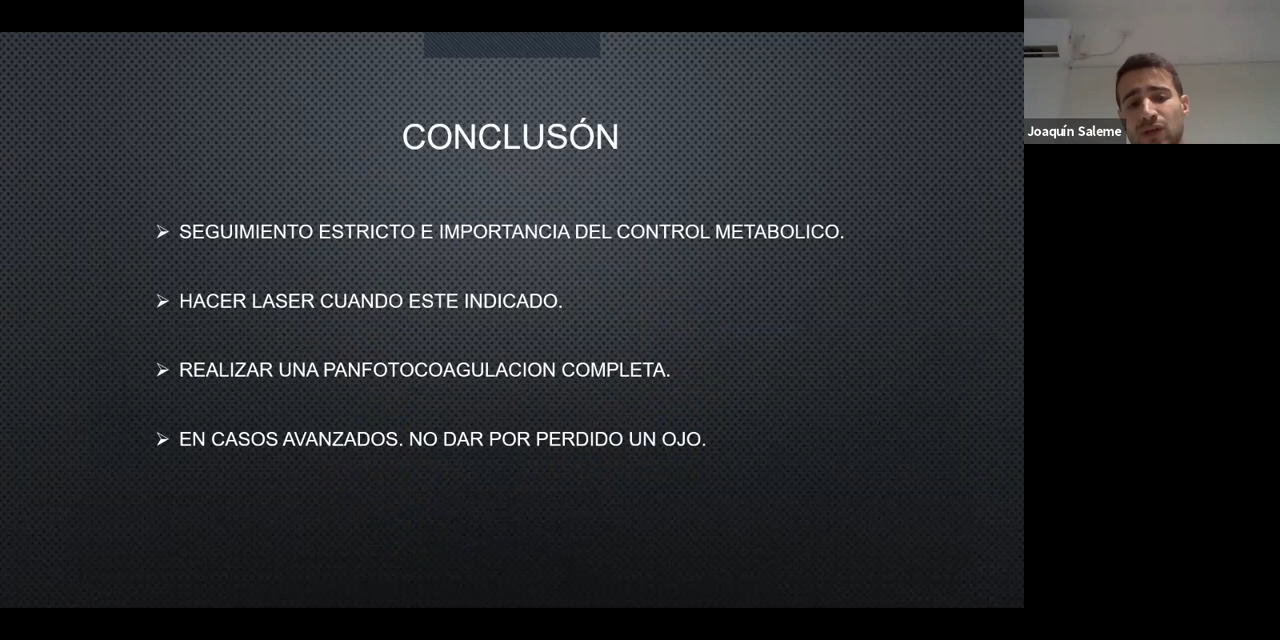 CONCLUSÓN
SEGUIMIENTO ESTRICTO E IMPORTANCIA DEL CONTROL METABOLICO.
HACER LASER CUANDO ESTE INDICADO.
REALIZAR UNA PANFOTOCOAGULACION COMPLETA.
EN CASOS AVANZADOS. NO DAR POR PERDIDO UN OJO.
Joaquín Saleme